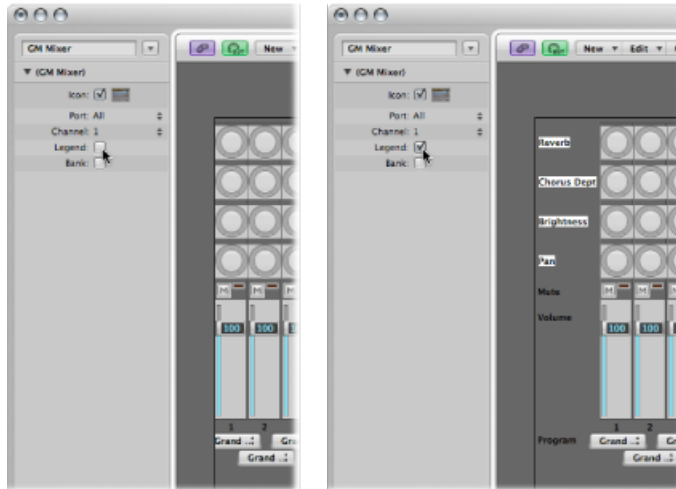 GM Mixer
(GM Mixer)
Icon:
Port: All
Channel: 1
Legend:
Bank:
New
M M M
100 100
1 2
Grand ..: Gra
Grand ..:
GM Mixer
(GM Mixer)
Icon:
Port: All
Channel: 1
Legend:
Bank:
New Edit
Reverb
Chorus Dept
Brightness
Pan
Mute M M M
Volume
100 100
1 2
Program Grand ..: G
Grand ..: